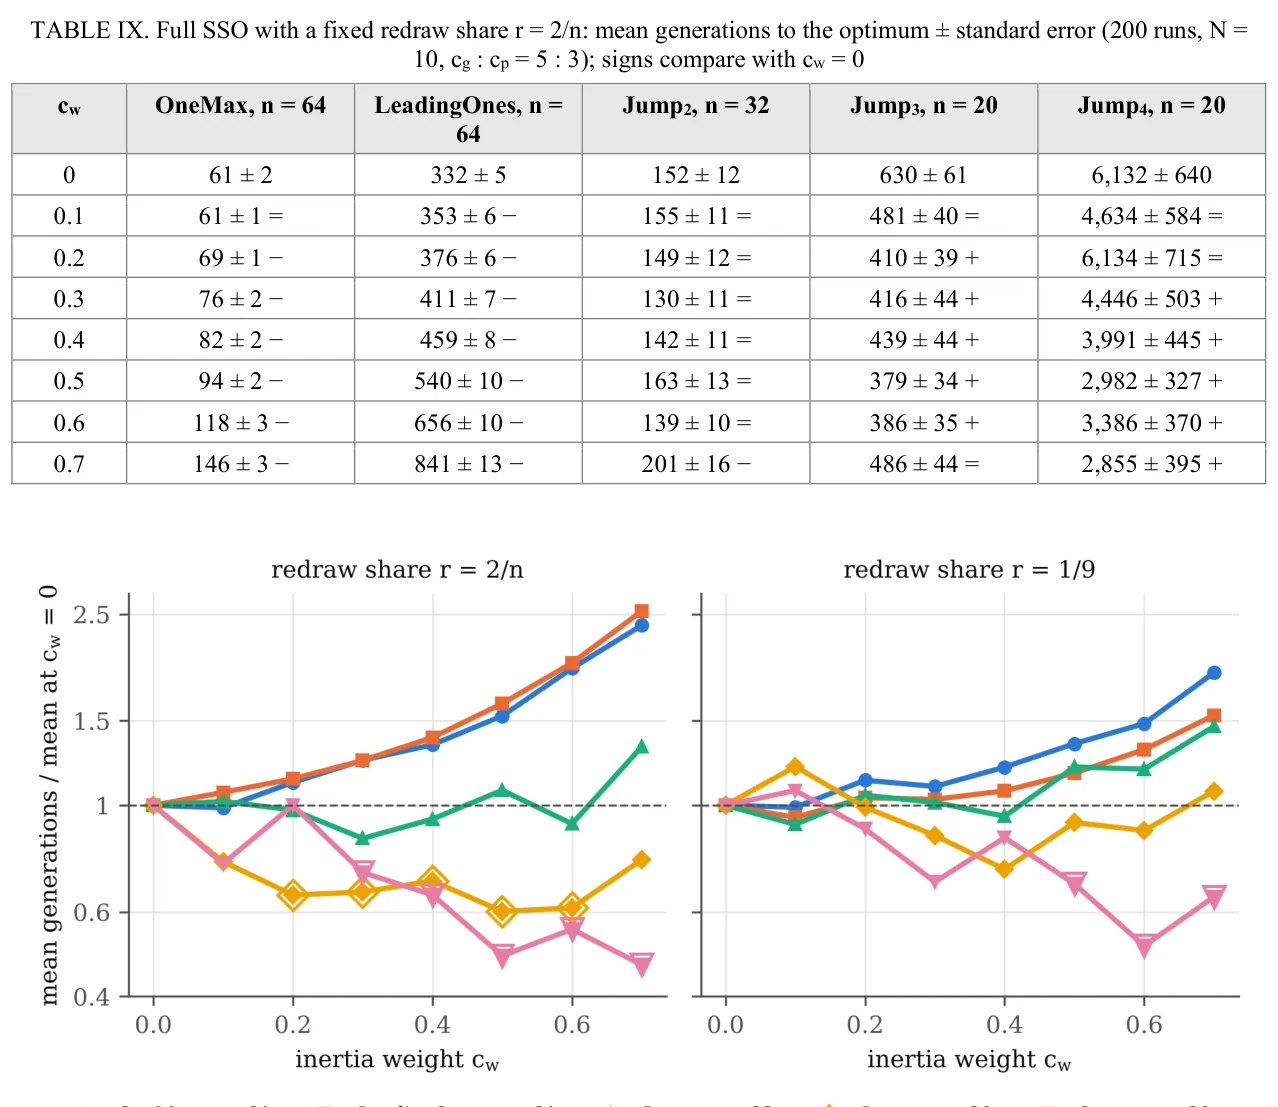 TABLE IX. Full SSO with a fixed redraw share r = 2/n: mean generations to the optimum ± standard error (200 runs, N =
10, cg : cp = 5 : 3); signs compare with cw = 0
cw OneMax, n = 64 LeadingOnes, n = 64 Jump2, n = 32 Jump3, n = 20 Jump4, n = 20
0 61 ± 2 332 ± 5 152 ± 12 630 ± 61 6,132 ± 640
0.1 61 ± 1 = 353 ± 6 − 155 ± 11 = 481 ± 40 = 4,634 ± 584 =
0.2 69 ± 1 − 376 ± 6 − 149 ± 12 = 410 ± 39 + 6,134 ± 715 =
0.3 76 ± 2 − 411 ± 7 − 130 ± 11 = 416 ± 44 + 4,446 ± 503 +
0.4 82 ± 2 − 459 ± 8 − 142 ± 11 = 439 ± 44 + 3,991 ± 445 +
0.5 94 ± 2 − 540 ± 10 − 163 ± 13 = 379 ± 34 + 2,982 ± 327 +
0.6 118 ± 3 − 656 ± 10 − 139 ± 10 = 386 ± 35 + 3,386 ± 370 +
0.7 146 ± 3 − 841 ± 13 − 201 ± 16 − 486 ± 44 = 2,855 ± 395 +
redraw share r = 2/n
mean generations / mean at cw = 0
2.5
1.5
1
0.6
0.4
0.0 0.2 0.4 0.6
inertia weight cw
redraw share r = 1/9
0.0 0.2 0.4 0.6
inertia weight cw